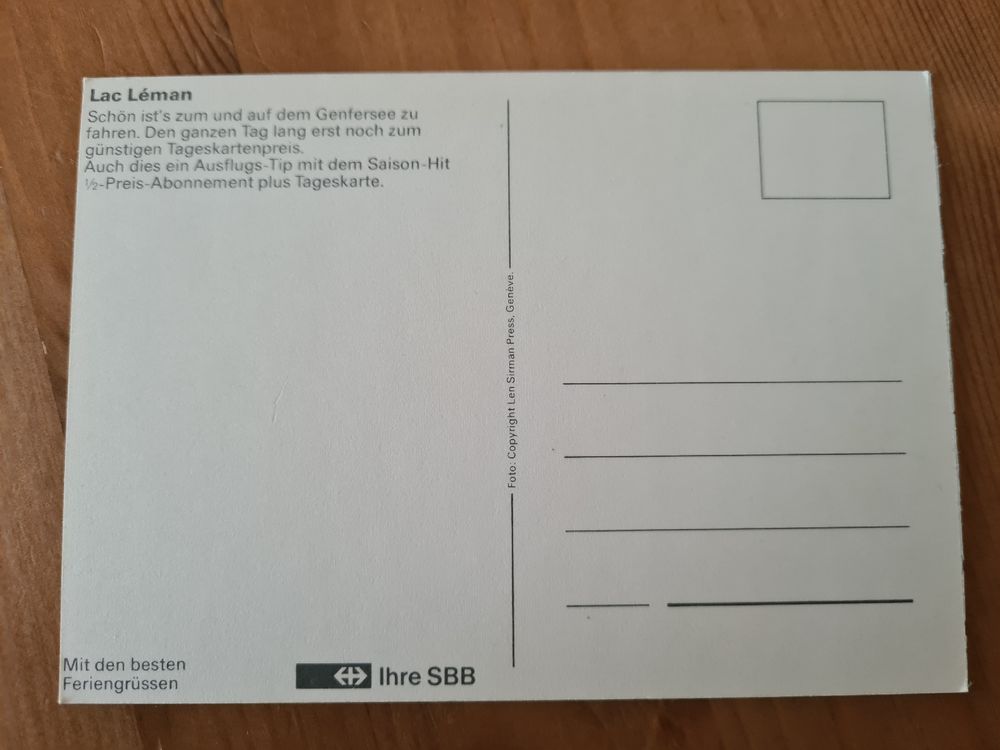 Lac Léman
Schön ist's zum und auf dem Genfersee zu
fahren. Den ganzen Tag lang erst noch zum
günstigen Tageskartenpreis.
Auch dies ein Ausflugs-Tip mit dem Saison-Hit
½-Preis-Abonnement plus Tageskarte.
Foto: Copyright Len Sirman Press, Genève.
Mit den besten
Feriengrüssen
Ihre SBB